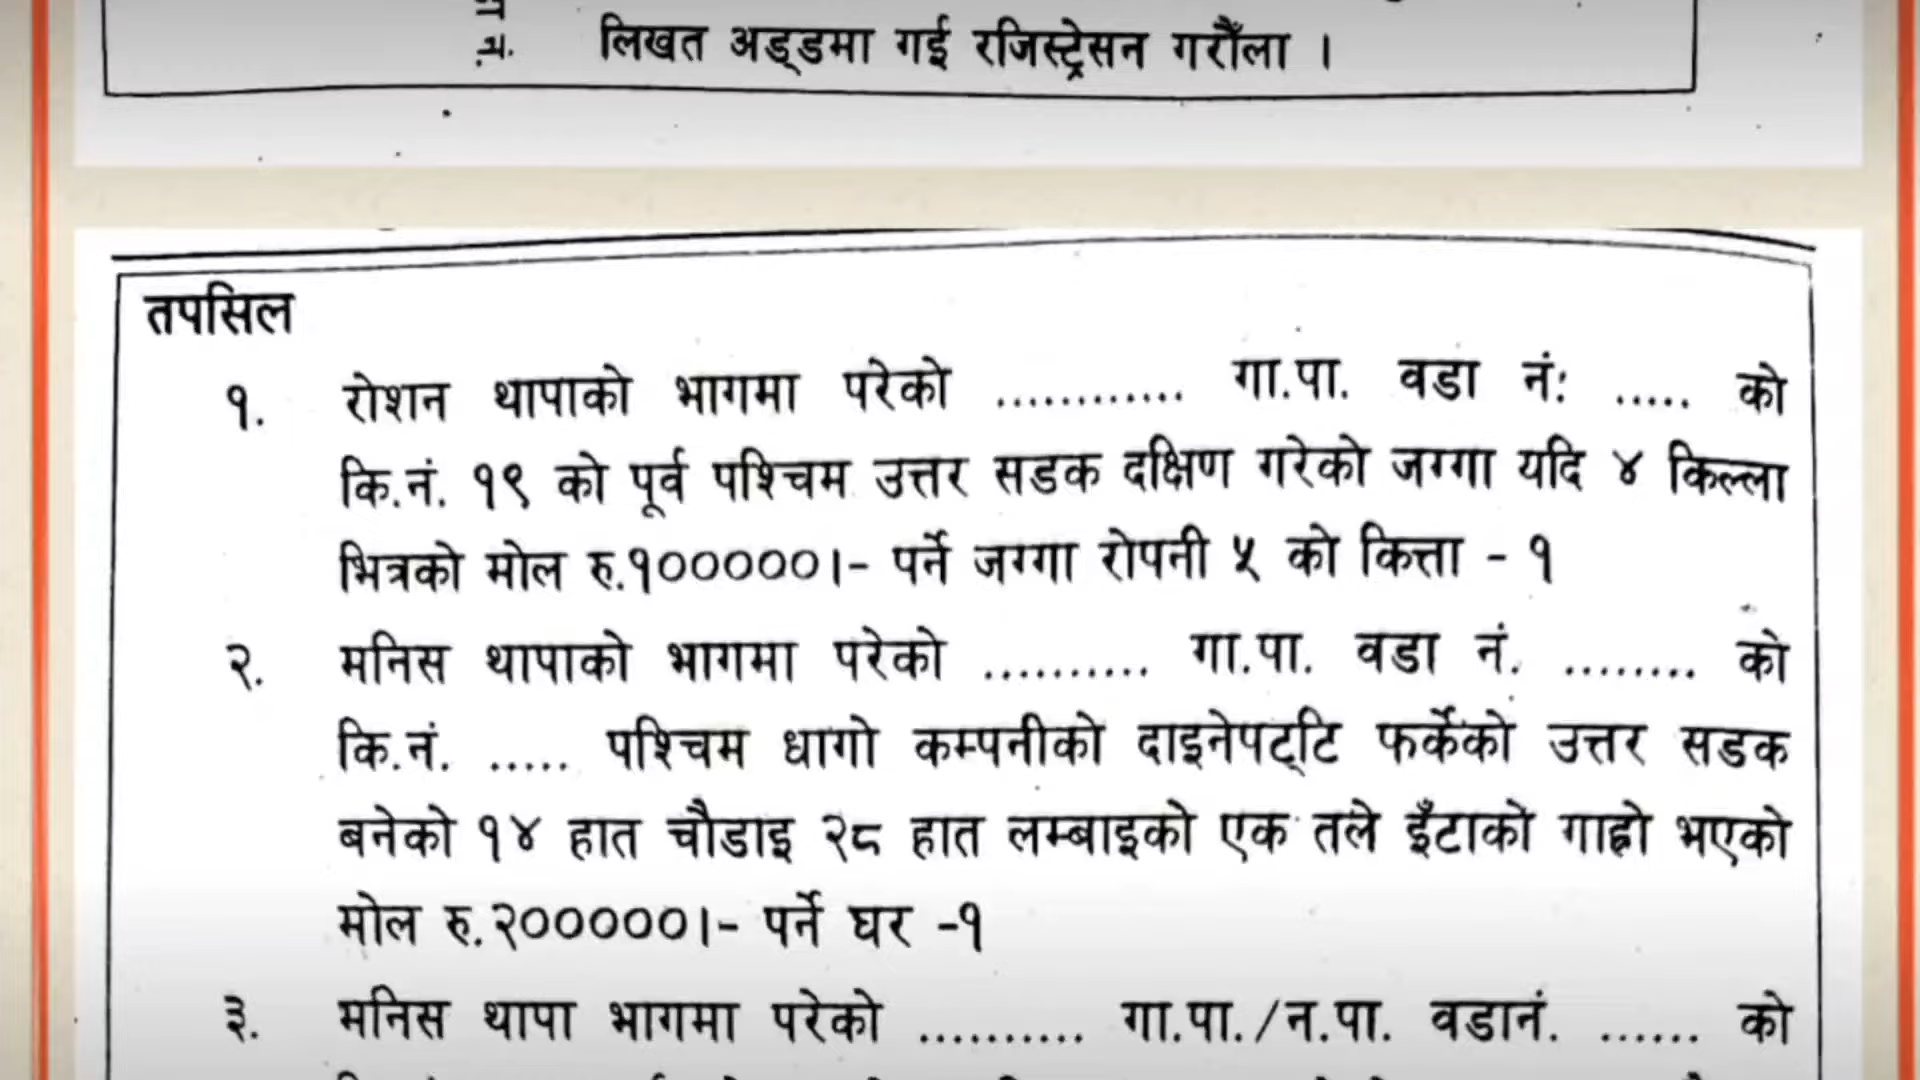 लिखत अड्डमा गई रजिस्ट्रेसन गरौंला ।
तपसिल
१. रोशन थापाको भागमा परेको ............ गा.पा. वडा नं: ..... को
कि.नं. १९ को पूर्व पश्चिम उत्तर सडक दक्षिण गरेको जग्गा यदि ४ किल्ला
भित्रको मोल रु.१०००००।- पर्ने जग्गा रोपनी ५ को कित्ता - १
२. मनिस थापाको भागमा परेको .......... गा.पा. वडा नं. ........ को
कि.नं. ..... पश्चिम धागो कम्पनीको दाइनेपट्टि फर्केको उत्तर सडक
बनेको १४ हात चौडाइ २८ हात लम्बाइको एक तले इँटाको गाह्रो भएको
मोल रु.२०००००।- पर्ने घर -१
३. मनिस थापा भागमा परेको .......... गा.पा./न.पा. वडानं. ...... को